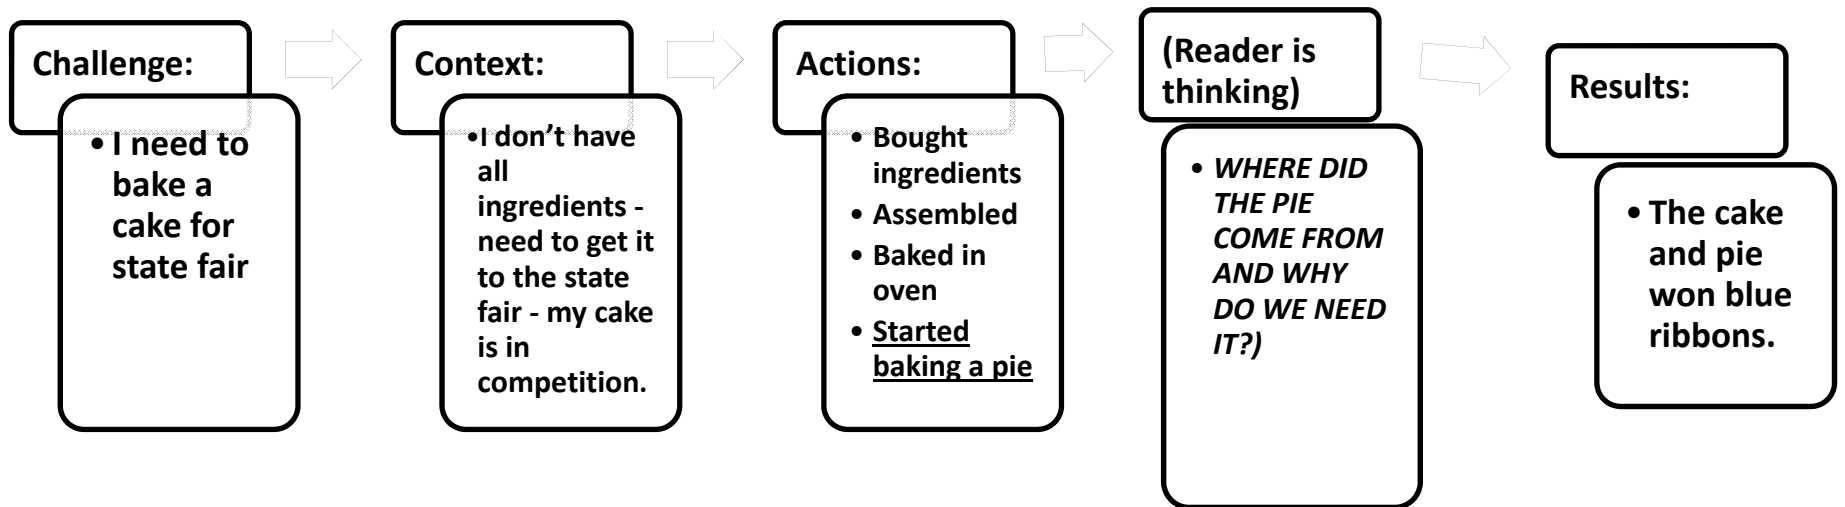 Challenge:
• I need to
bake a
cake for
state fair
Context:
•I don’t have
all
ingredients -
need to get it
to the state
fair - my cake
is in
competition.
Actions:
• Bought
ingredients
• Assembled
• Baked in
oven
• Started
baking a pie
(Reader is
thinking)
• WHERE DID
THE PIE
COME FROM
AND WHY
DO WE NEED
IT?)
Results:
• The cake
and pie
won blue
ribbons.